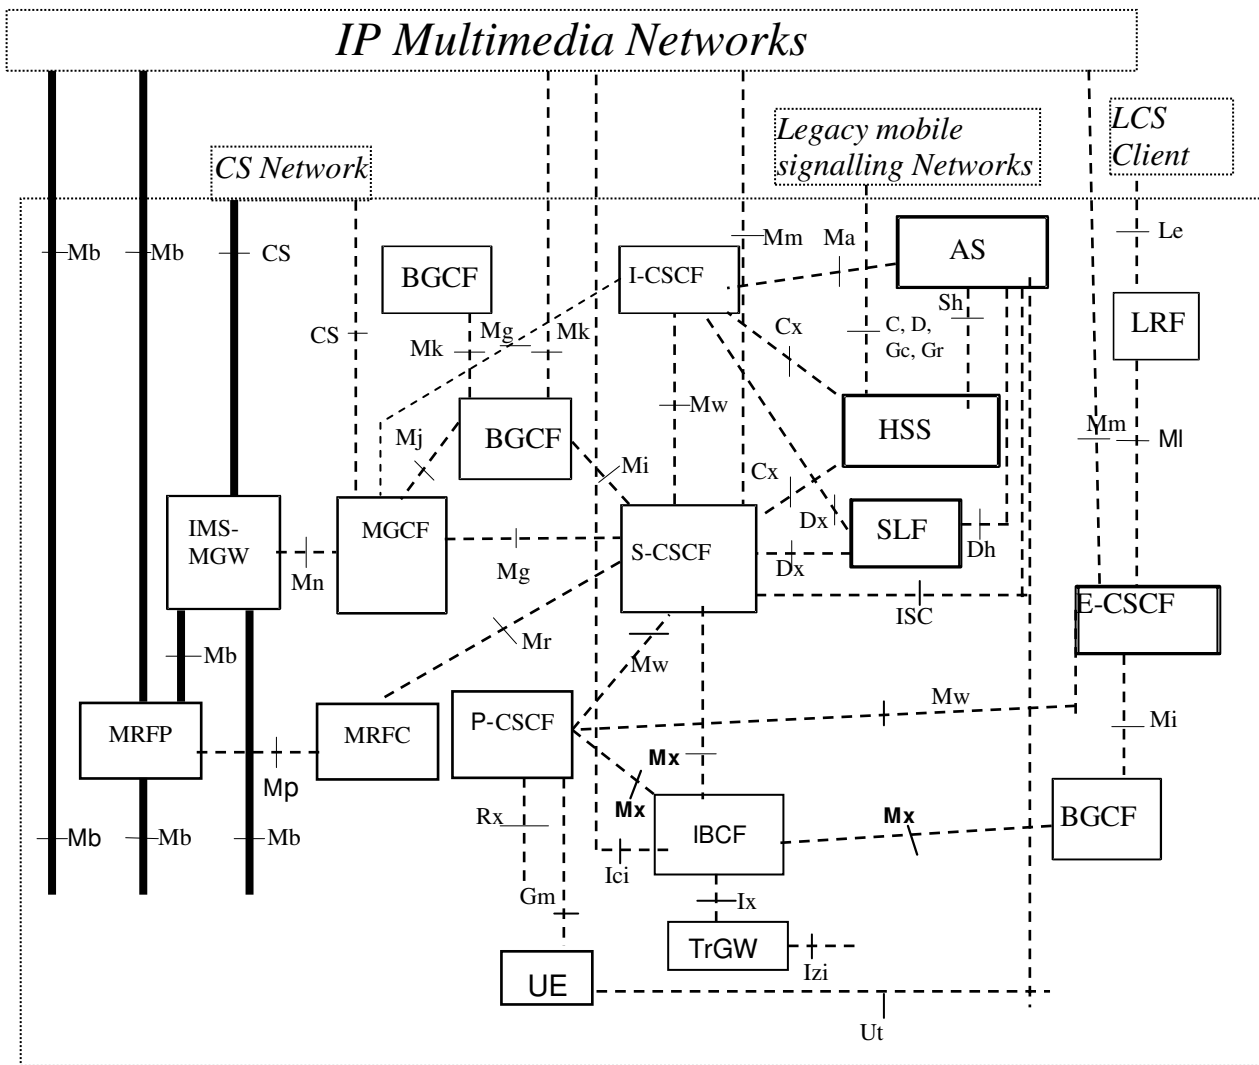 IP Multimedia Networks
Legacy mobile
signalling Networks
LCS
Client
CS Network
Mb
Mb
CS
BGCF
I-CSCF
Mm
Ma
AS
Le
CS
Mk
Mg
Mk
Cx
Sh
C, D,
Gc, Gr
LRF
Mj
BGCF
Mi
Mw
HSS
Mm
Ml
Cx
IMS-
MGW
Mn
MGCF
Mg
S-CSCF
Dx
Dx
SLF
Dh
ISC
E-CSCF
Mb
Mr
Mw
Mw
Mi
MRFP
Mp
MRFC
P-CSCF
Mx
Mx
Mx
Mb
Mb
Mb
Rx
Gm
Ici
IBCF
BGCF
Ix
TrGW
Izi
UE
Ut